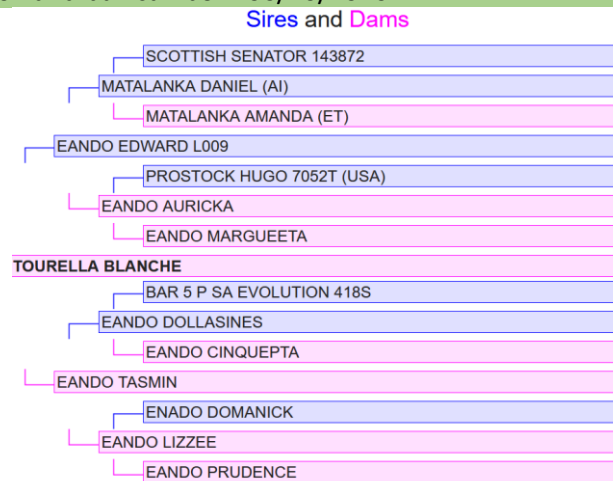 Sires and Dams
SCOTTISH SENATOR 143872
MATALANKA DANIEL (AI)
MATALANKA AMANDA (ET)
EANDO EDWARD L009
PROSTOCK HUGO 7052T (USA)
EANDO AURICKA
EANDO MARGUEETA
TOURELLA BLANCHE
BAR 5 P SA EVOLUTION 418S
EANDO DOLLASINES
EANDO CINQUEPTA
EANDO TASMIN
ENADO DOMANICK
EANDO LIZZEE
EANDO PRUDENCE